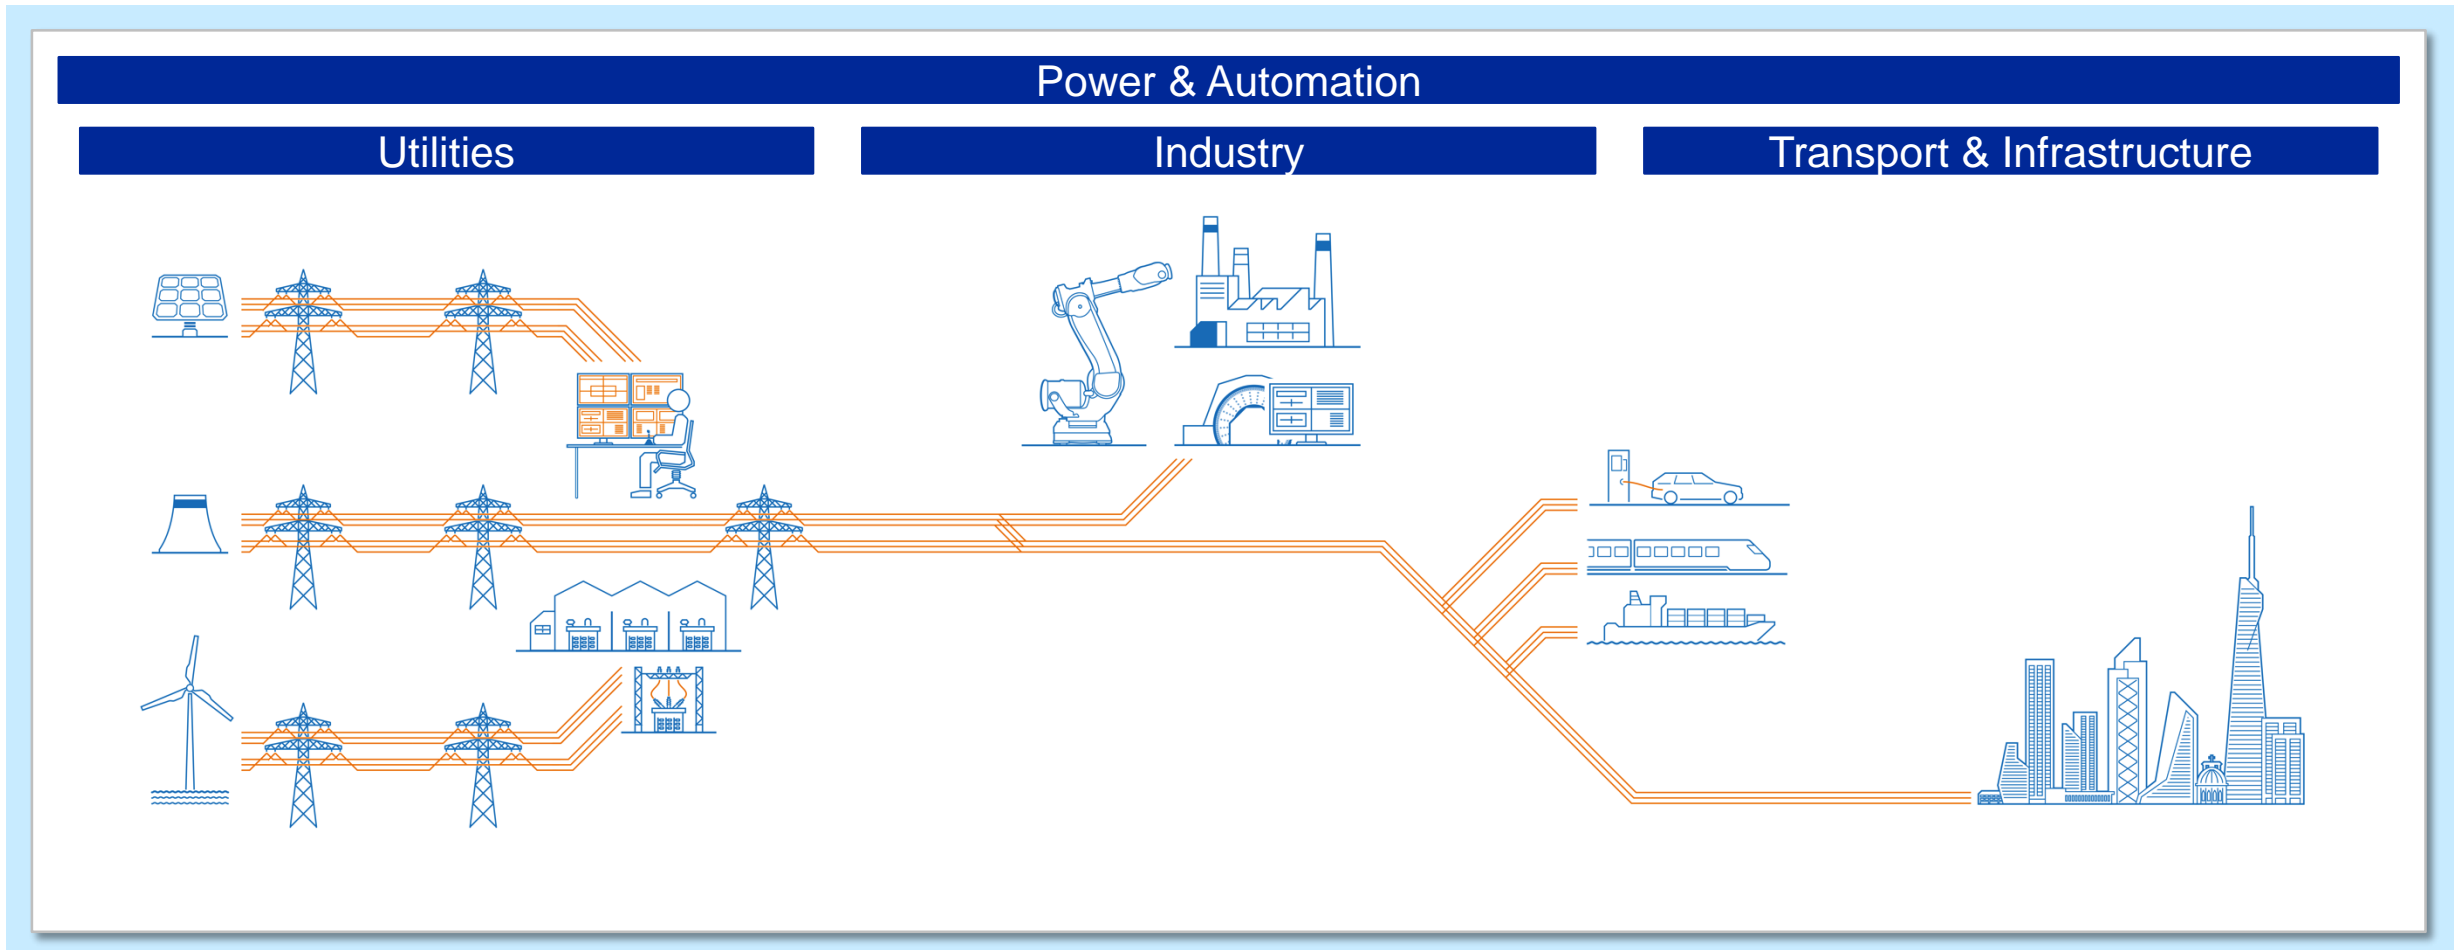 Power & Automation
Utilities
Industry
Transport & Infrastructure